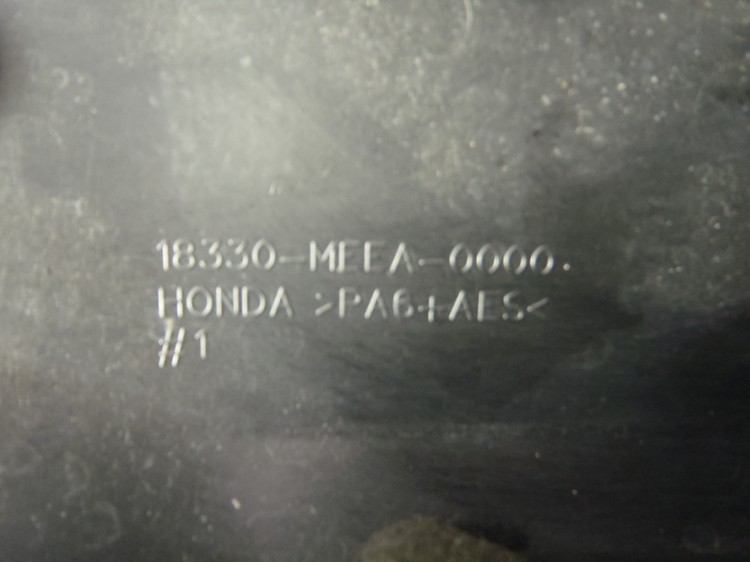 18330-MEEA-0000.
HONDA >PA6+AES<
#1